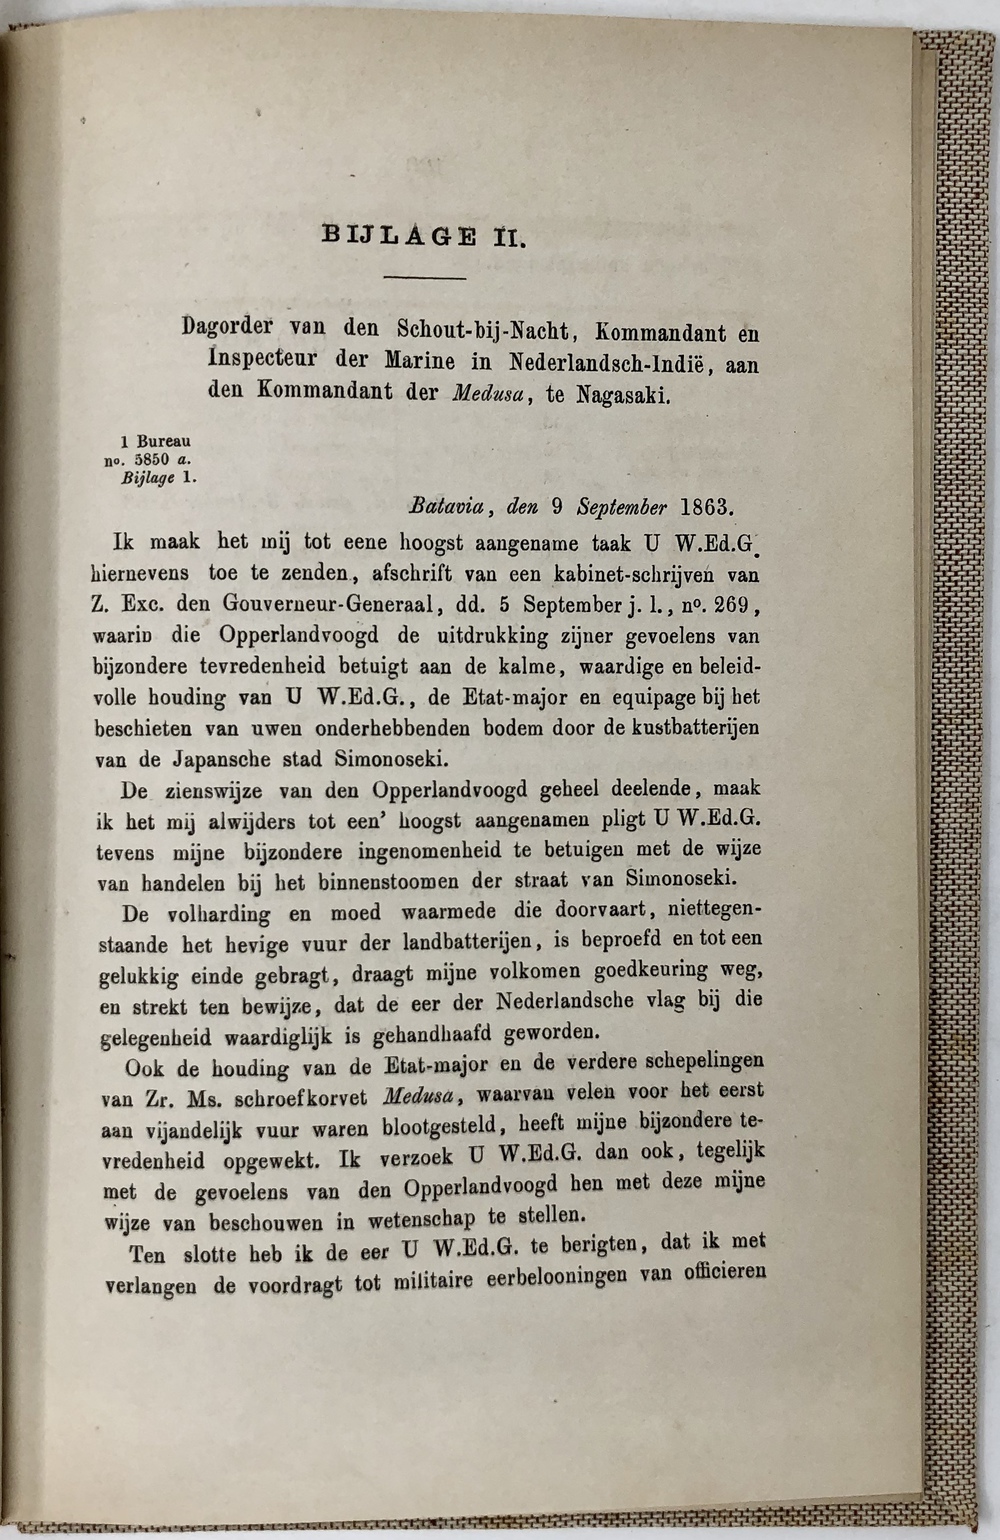 BIJLAGE II.
Dagorder van den Schout-bij-Nacht, Kommandant en
Inspecteur der Marine in Nederlandsch-Indië, aan
den Kommandant der Medusa, te Nagasaki.
1 Bureau
no. 5850 a.
Bijlage 1.
Batavia, den 9 September 1863.
Ik maak het mij tot eene hoogst aangename taak U W.Ed.G.
hiernevens toe te zenden, afschrift van een kabinet-schrijven van
Z. Exc. den Gouverneur-Generaal, dd. 5 September j. l., no. 269,
waarin die Opperlandvoogd de uitdrukking zijner gevoelens van
bijzondere tevredenheid betuigt aan de kalme, waardige en beleid-
volle houding van U W.Ed.G., de Etat-major en equipage bij het
beschieten van uwen onderhebbenden bodem door de kustbatterijen
van de Japansche stad Simonoseki.
De zienswijze van den Opperlandvoogd geheel deelende, maak
ik het mij alwijders tot een' hoogst aangenamen pligt U W.Ed.G.
tevens mijne bijzondere ingenomenheid te betuigen met de wijze
van handelen bij het binnenstoomen der straat van Simonoseki.
De volharding en moed waarmede die doorvaart, niettegen-
staande het hevige vuur der landbatterijen, is beproefd en tot een
gelukkig einde gebragt, draagt mijne volkomen goedkeuring weg,
en strekt ten bewijze, dat de eer der Nederlandsche vlag bij die
gelegenheid waardiglijk is gehandhaafd geworden.
Ook de houding van de Etat-major en de verdere schepelingen
van Zr. Ms. schroefkorvet Medusa, waarvan velen voor het eerst
aan vijandelijk vuur waren blootgesteld, heeft mijne bijzondere te-
vredenheid opgewekt. Ik verzoek U W.Ed.G. dan ook, tegelijk
met de gevoelens van den Opperlandvoogd hen met deze mijne
wijze van beschouwen in wetenschap te stellen.
Ten slotte heb ik de eer U W.Ed.G. te berigten, dat ik met
verlangen de voordragt tot militaire eerbelooningen van officieren